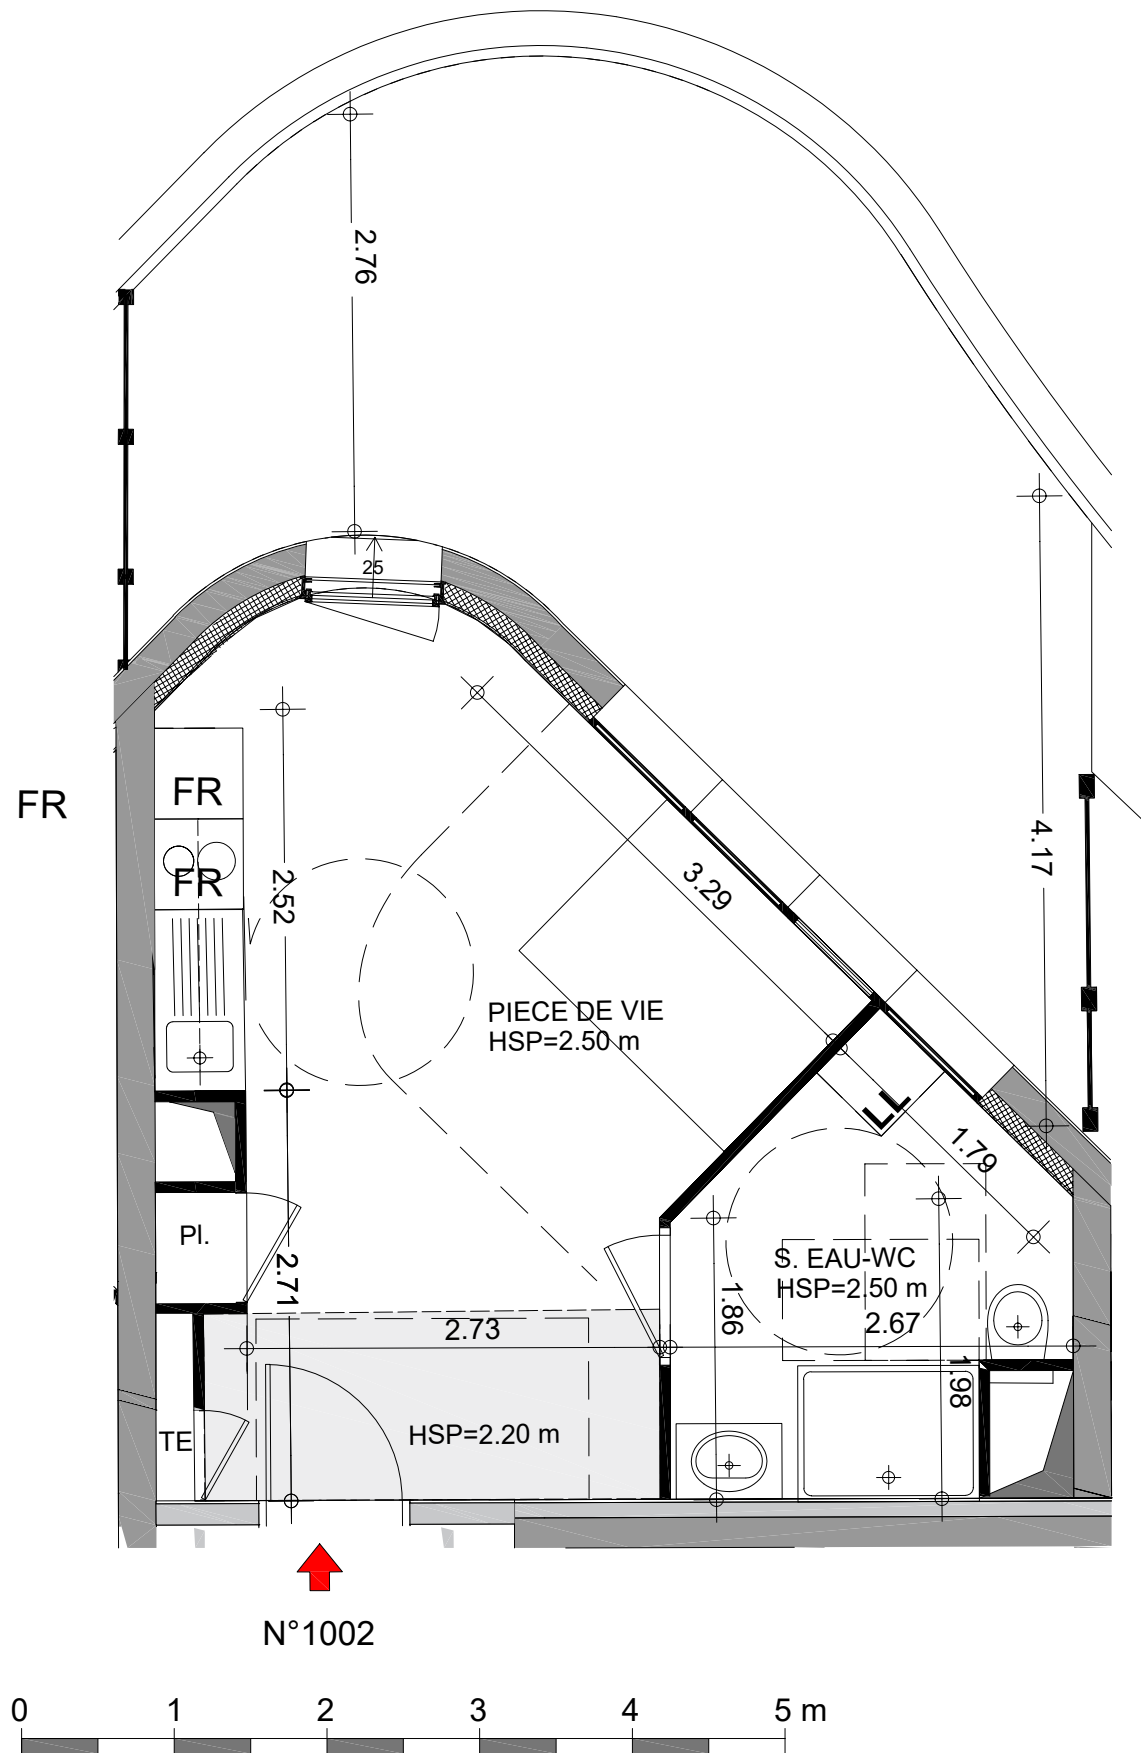 2.76
25
FR
FR
FR
2.52
3.29
4.17
PIECE DE VIE
HSP=2.50 m
LL
1.79
Pl.
2.71
S. EAU-WC
HSP=2.50 m
1.86
2.67
2.73
1.98
HSP=2.20 m
TE
N°1002
0 1 2 3 4 5 m